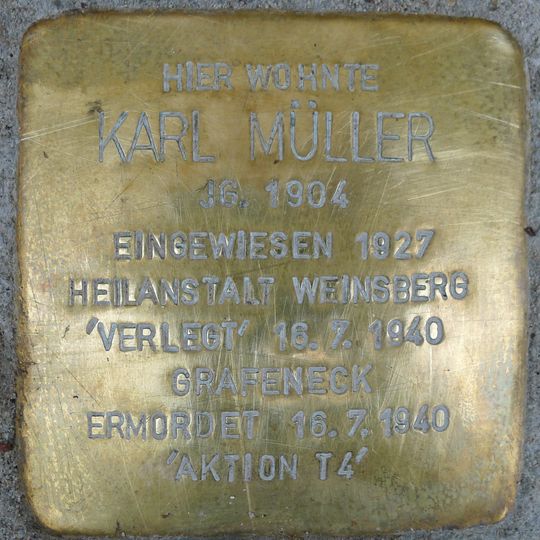 HIER WOHNTE
KARL MÜLLER
JG. 1904
EINGEWIESEN 1927
HEILANSTALT WEINSBERG
'VERLEGT' 16.7.1940
GRAFENECK
ERMORDET 16.7.1940
'AKTION T4'